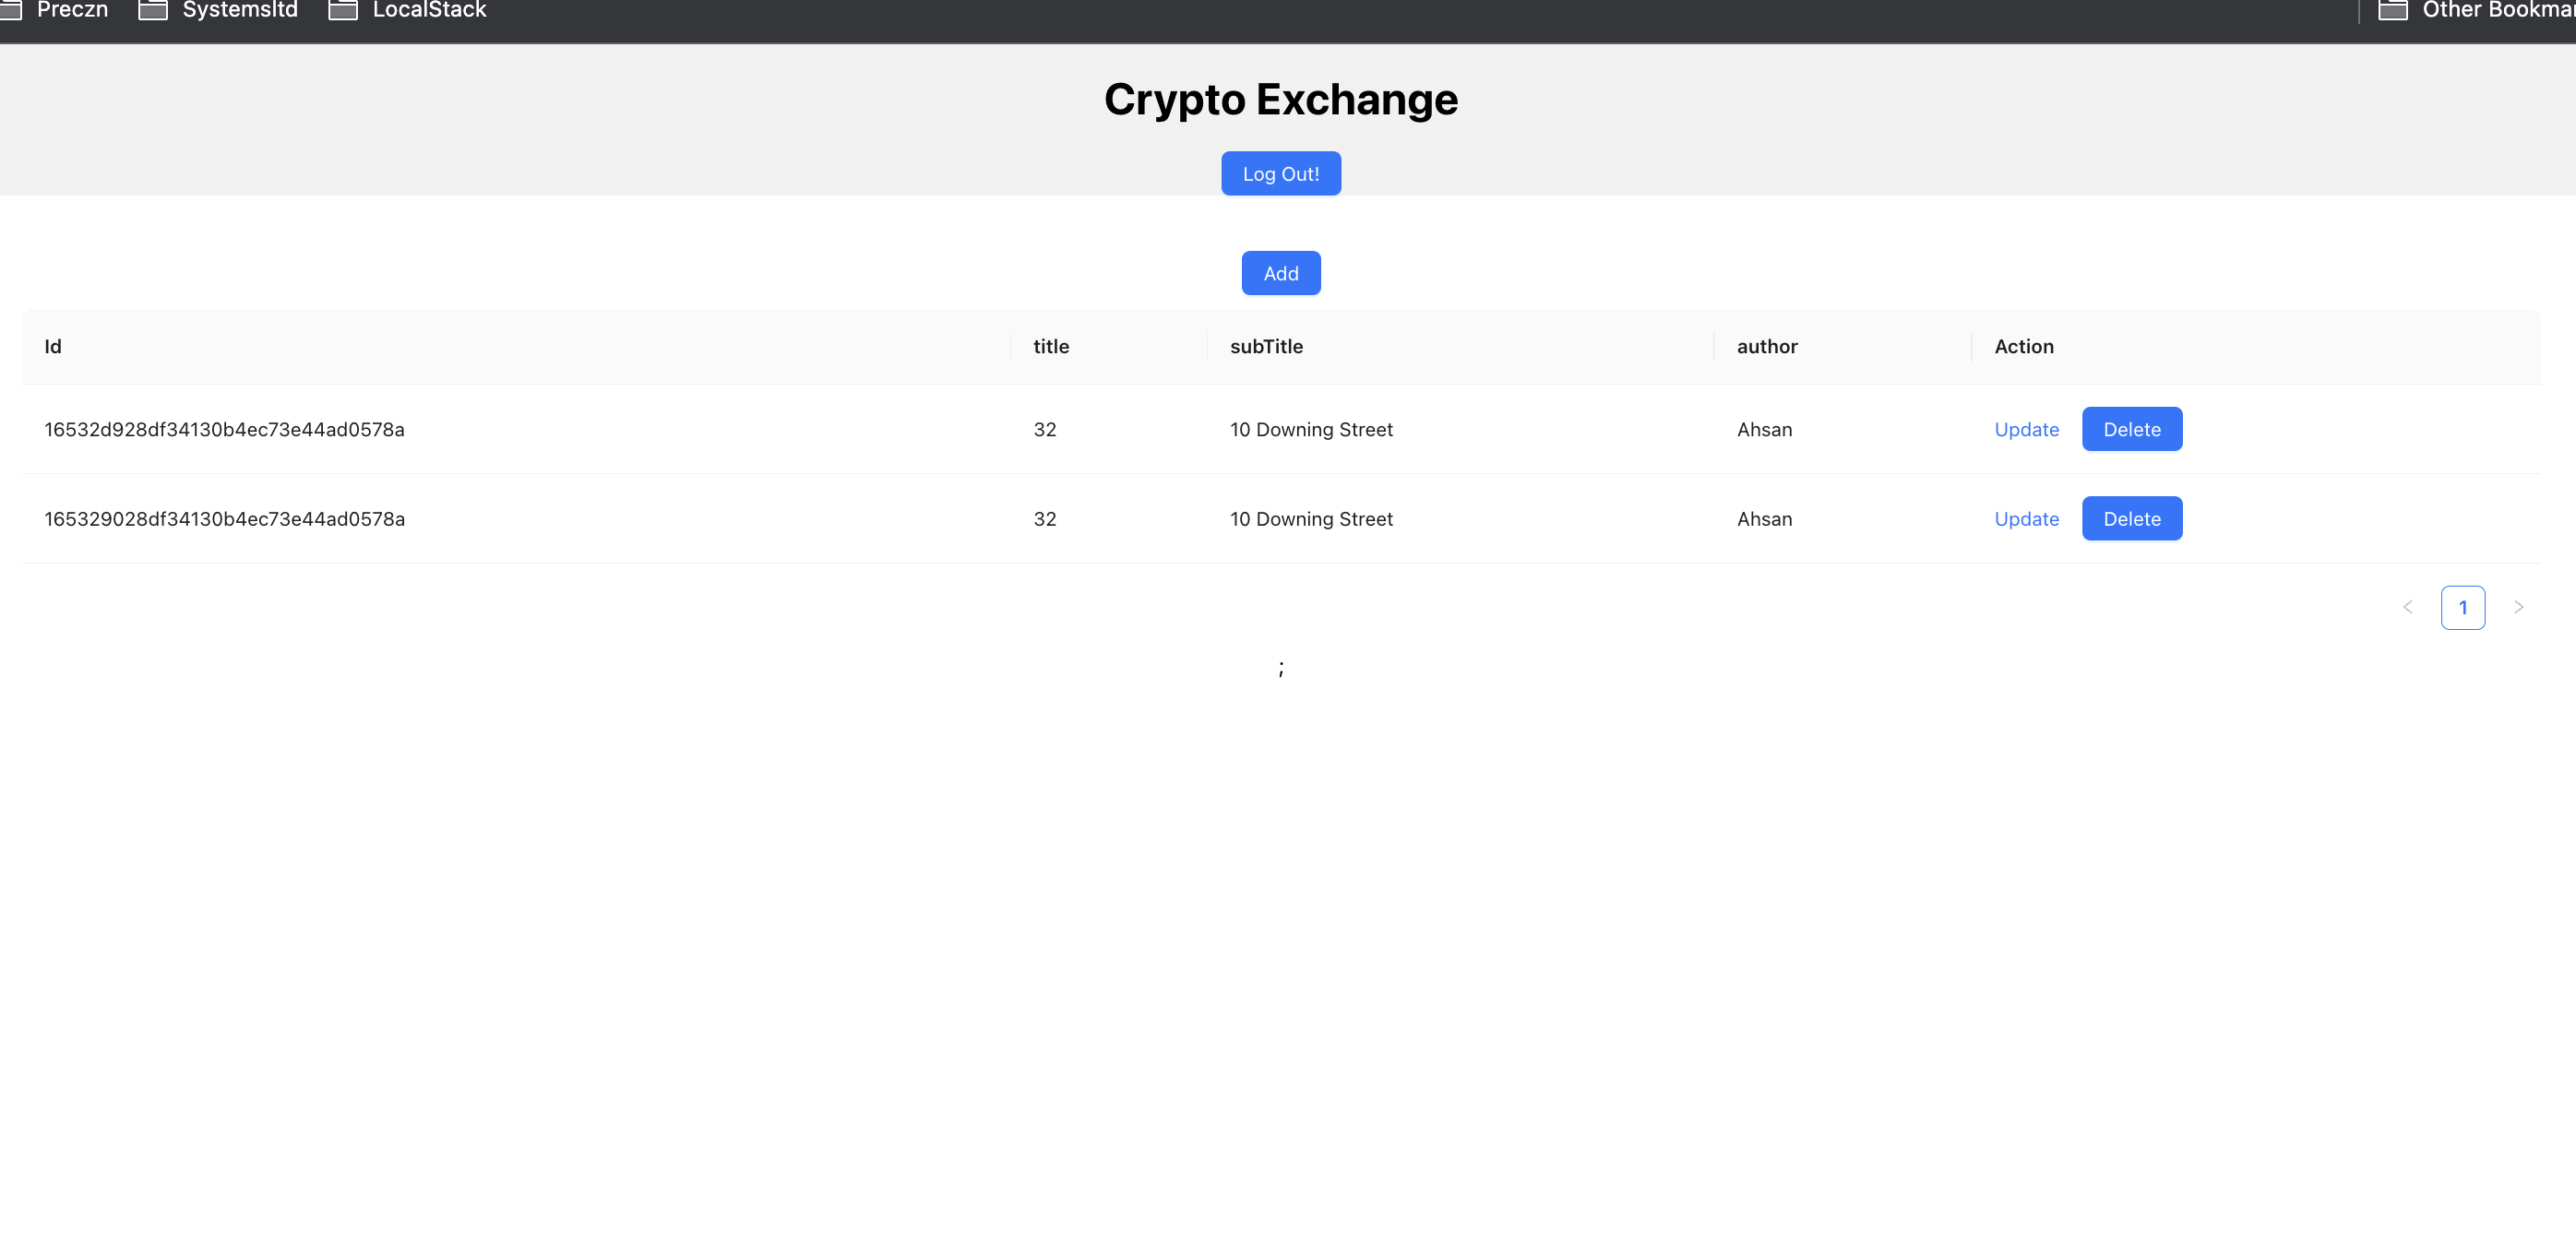 Preczn Systemsltd LocalStack Other Bookmar
Crypto Exchange
Log Out!
Add
Id title subTitle author Action
16532d928df34130b4ec73e44ad0578a 32 10 Downing Street Ahsan Update Delete
165329028df34130b4ec73e44ad0578a 32 10 Downing Street Ahsan Update Delete
< 1 >
;